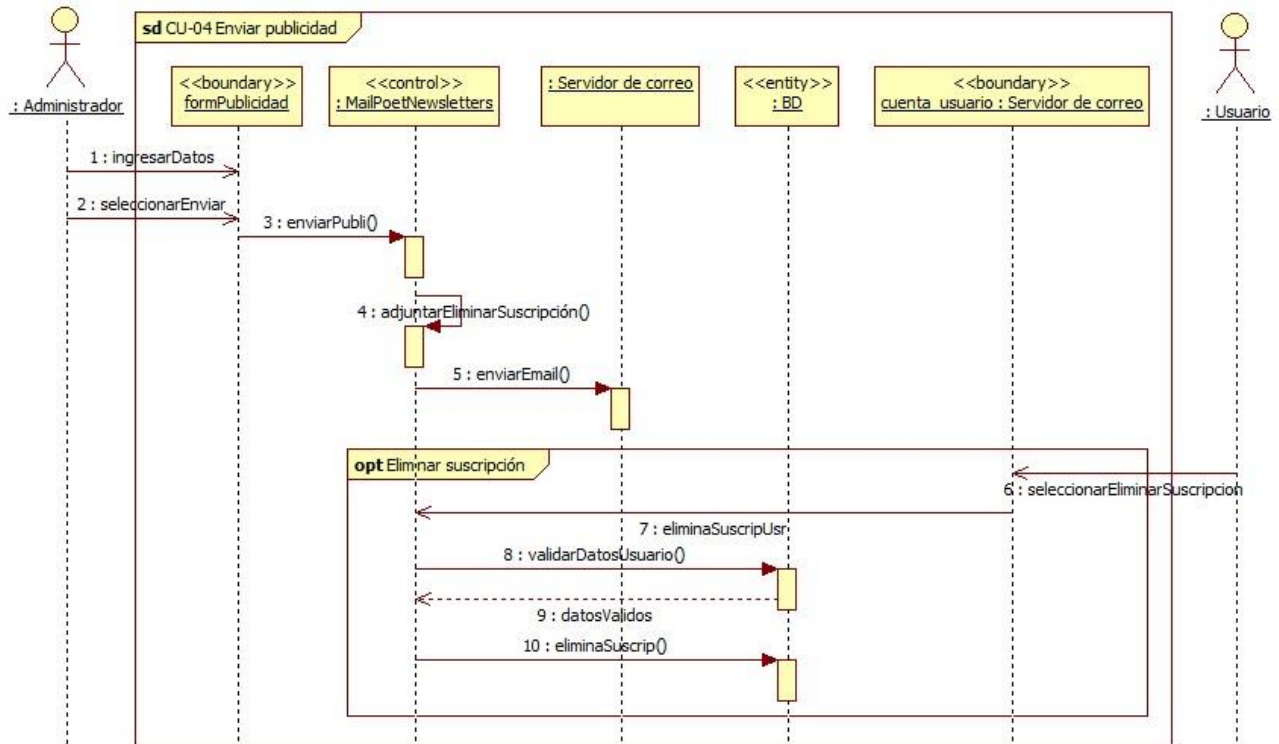 sd CU-04 Enviar publicidad
: Administrador
<<boundary>>
formPublicidad
<<control>>
: MailPoetNewsletters
: Servidor de correo
<<entity>>
: BD
<<boundary>>
cuenta_usuario : Servidor de correo
: Usuario
1 : ingresarDatos
2 : seleccionarEnviar
3 : enviarPubli()
4 : adjuntarEliminarSuscripción()
5 : enviarEmail()
opt Eliminar suscripción
6 : seleccionarEliminarSuscripcion
7 : eliminaSuscripUsr
8 : validarDatosUsuario()
9 : datosValidos
10 : eliminaSuscrip()